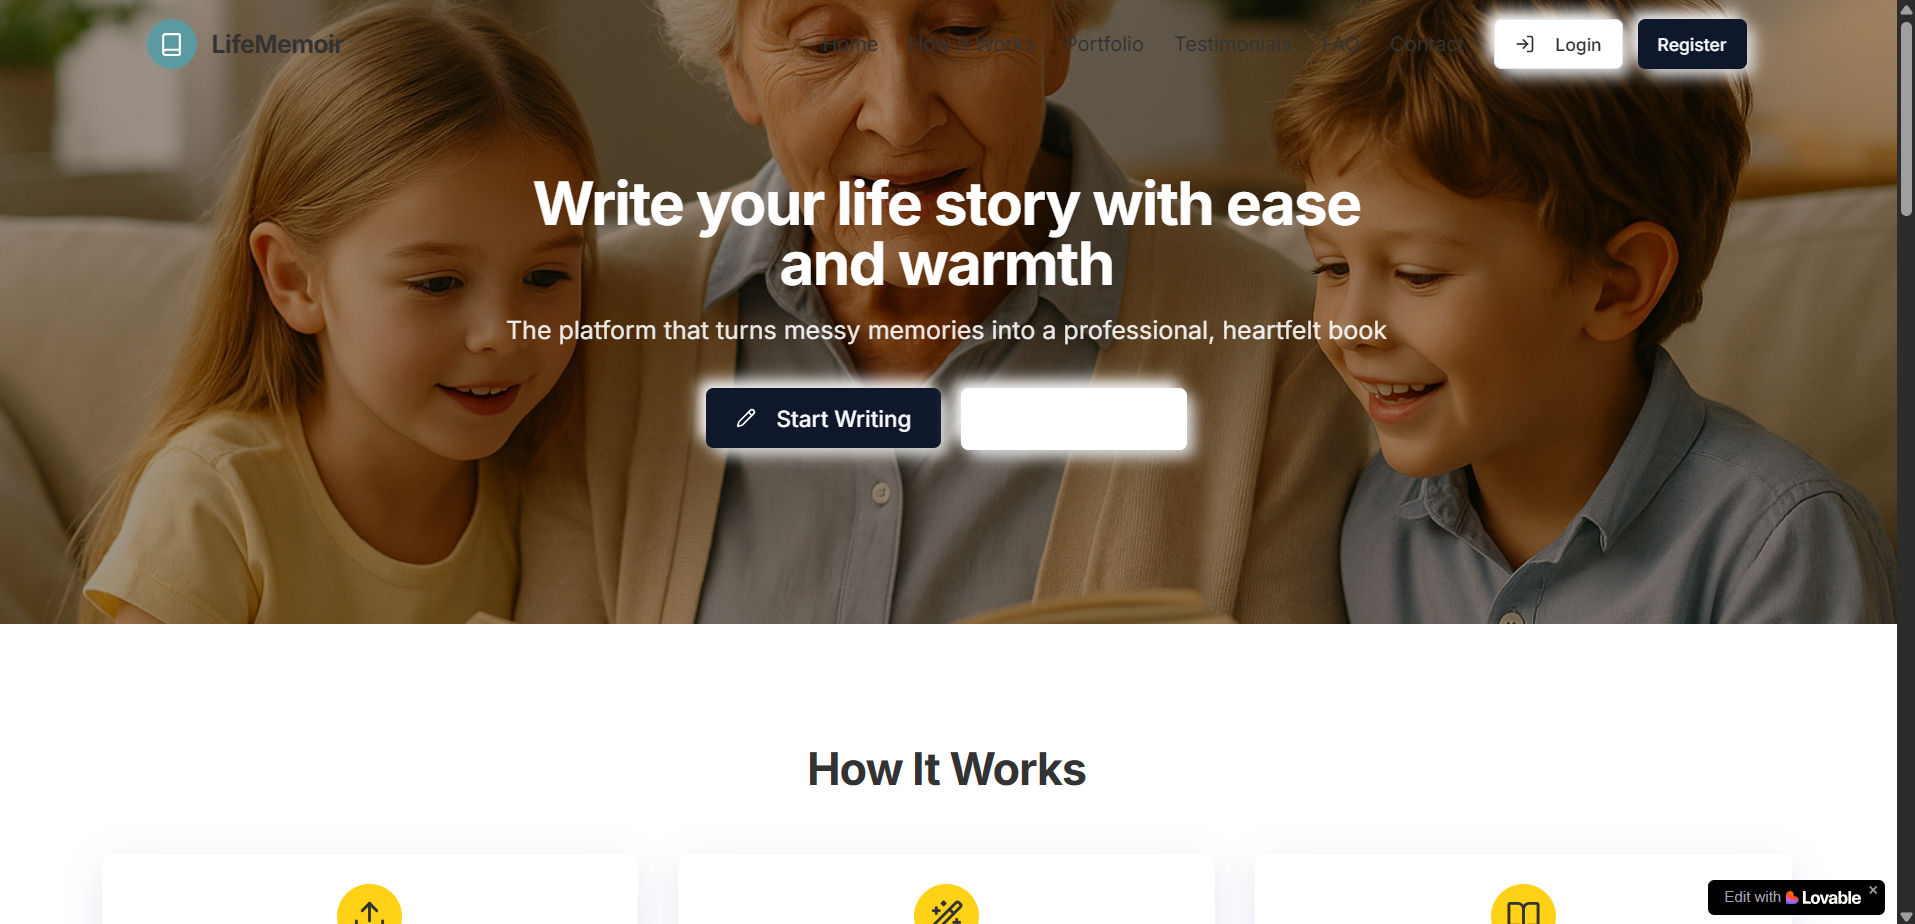 LifeMemoir
Home How It Works Portfolio Testimonials FAQ Contact Login Register
Write your life story with ease
and warmth
The platform that turns messy memories into a professional, heartfelt book
Start Writing
How It Works
Edit with Lovable ×